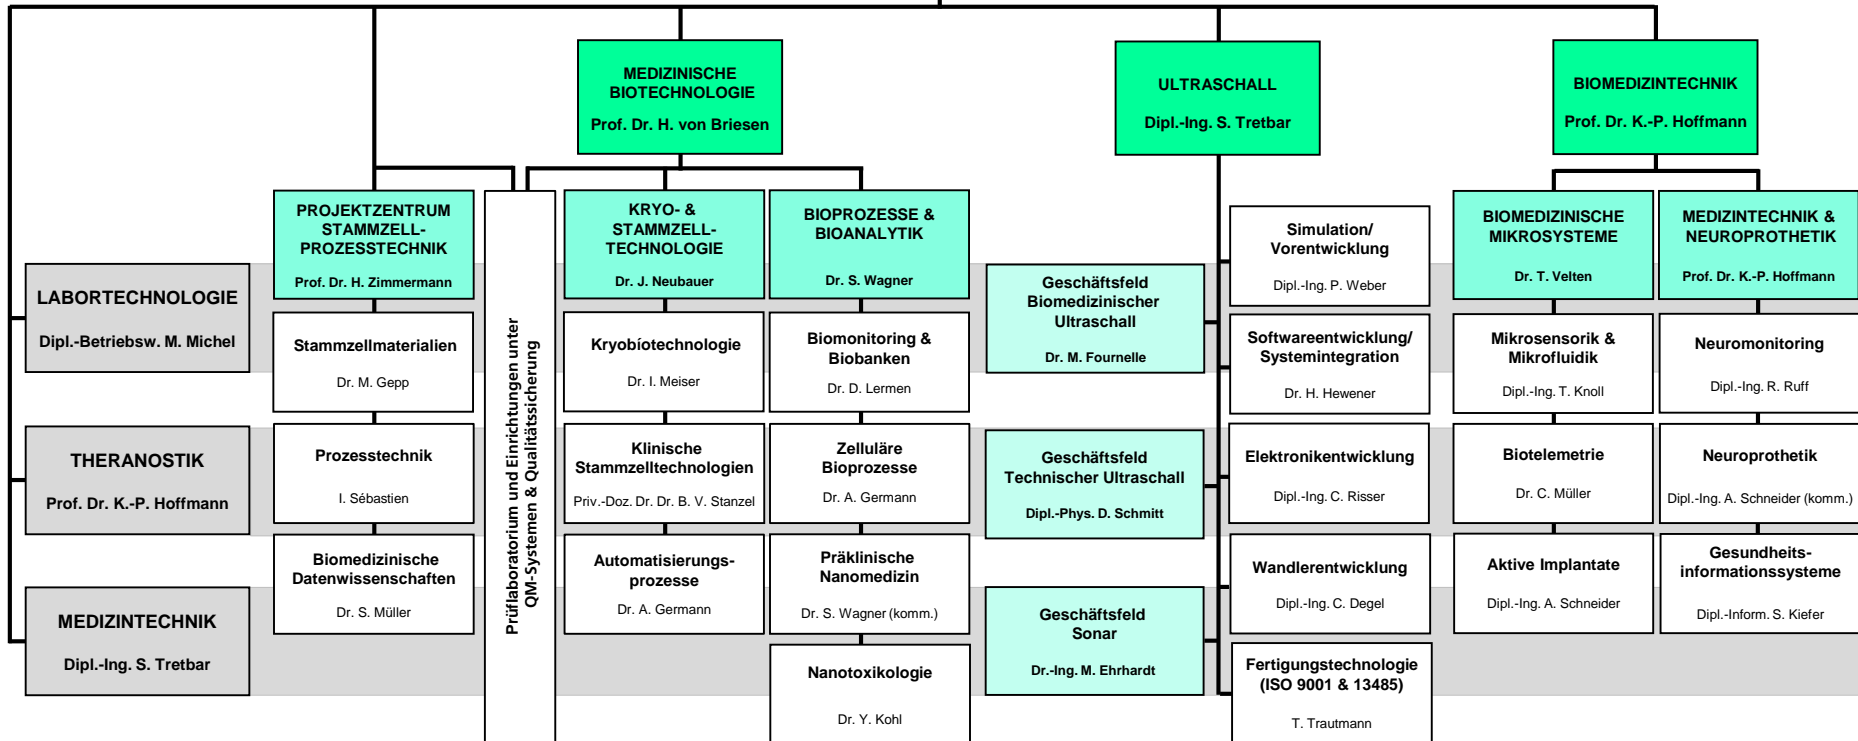 MEDIZINISCHE
BIOTECHNOLOGIE
Prof. Dr. H. von Briesen
ULTRASCHALL
Dipl.-Ing. S. Tretbar
BIOMEDIZINTECHNIK
Prof. Dr. K.-P. Hoffmann
LABORTECHNOLOGIE
Dipl.-Betriebsw. M. Michel
THERANOSTIK
Prof. Dr. K.-P. Hoffmann
MEDIZINTECHNIK
Dipl.-Ing. S. Tretbar
PROJEKTZENTRUM
STAMMZELL-
PROZESSTECHNIK
Prof. Dr. H. Zimmermann
Stammzellmaterialien
Dr. M. Gepp
Prozesstechnik
I. Sébastien
Biomedizinische
Datenwissenschaften
Dr. S. Müller
Prüflaboratorium und Einrichtungen unter
QM-Systemen & Qualitätssicherung
KRYO- &
STAMMZELL-
TECHNOLOGIE
Dr. J. Neubauer
Kryobiotechnologie
Dr. I. Meiser
Klinische
Stammzelltechnologien
Priv.-Doz. Dr. Dr. B. V. Stanzel
Automatisierungs-
prozesse
Dr. A. Germann
BIOPROZESSE &
BIOANALYTIK
Dr. S. Wagner
Biomonitoring &
Biobanken
Dr. D. Lermen
Zelluläre
Bioprozesse
Dr. A. Germann
Präklinische
Nanomedizin
Dr. S. Wagner (komm.)
Nanotoxikologie
Dr. Y. Kohl
Geschäftsfeld
Biomedizinischer
Ultraschall
Dr. M. Fournelle
Geschäftsfeld
Technischer Ultraschall
Dipl.-Phys. D. Schmitt
Geschäftsfeld
Sonar
Dr.-Ing. M. Ehrhardt
Simulation/
Vorentwicklung
Dipl.-Ing. P. Weber
Softwareentwicklung/
Systemintegration
Dr. H. Hewener
Elektronikentwicklung
Dipl.-Ing. C. Risser
Wandlerentwicklung
Dipl.-Ing. C. Degel
Fertigungstechnologie
(ISO 9001 & 13485)
T. Trautmann
BIOMEDIZINISCHE
MIKROSYSTEME
Dr. T. Velten
Mikrosensorik &
Mikrofluidik
Dipl.-Ing. T. Knoll
Biotelemetrie
Dr. C. Müller
Aktive Implantate
Dipl.-Ing. A. Schneider
MEDIZINTECHNIK &
NEUROPROTHETIK
Prof. Dr. K.-P. Hoffmann
Neuromonitoring
Dipl.-Ing. R. Ruff
Neuroprothetik
Dipl.-Ing. A. Schneider (komm.)
Gesundheits-
informationssysteme
Dipl.-Inform. S. Kiefer